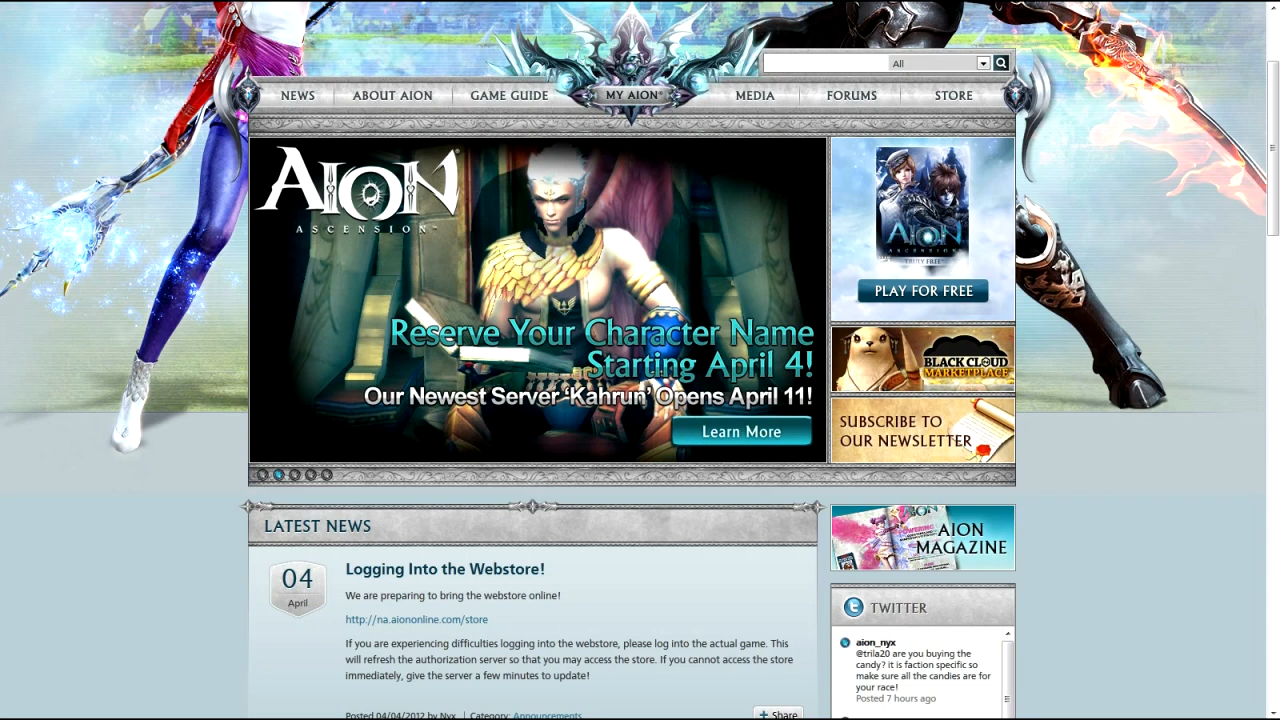 All
NEWS
ABOUT AION
GAME GUIDE
MY AION®
MEDIA
FORUMS
STORE
AION®
ASCENSION™
Reserve Your Character Name
Starting April 4!
Our Newest Server 'Kahrun' Opens April 11!
Learn More
AION
ASCENSION
TRULY FREE™
PLAY FOR FREE
BLACK CLOUD
MARKETPLACE™
SUBSCRIBE TO
OUR NEWSLETTER
LATEST NEWS
04
April
Logging Into the Webstore!
We are preparing to bring the webstore online!
http://na.aiononline.com/store
If you are experiencing difficulties logging into the webstore, please log into the actual game. This
will refresh the authorization server so that you may access the store. If you cannot access the store
immediately, give the server a few minutes to update!
Posted 04/04/2012 by Nyx | Category: Announcements
Share
AION
POWERING
AION
MAGAZINE
TWITTER
aion_nyx
@trila20 are you buying the
candy? it is faction specific so
make sure all the candies are for
your race!
Posted 7 hours ago